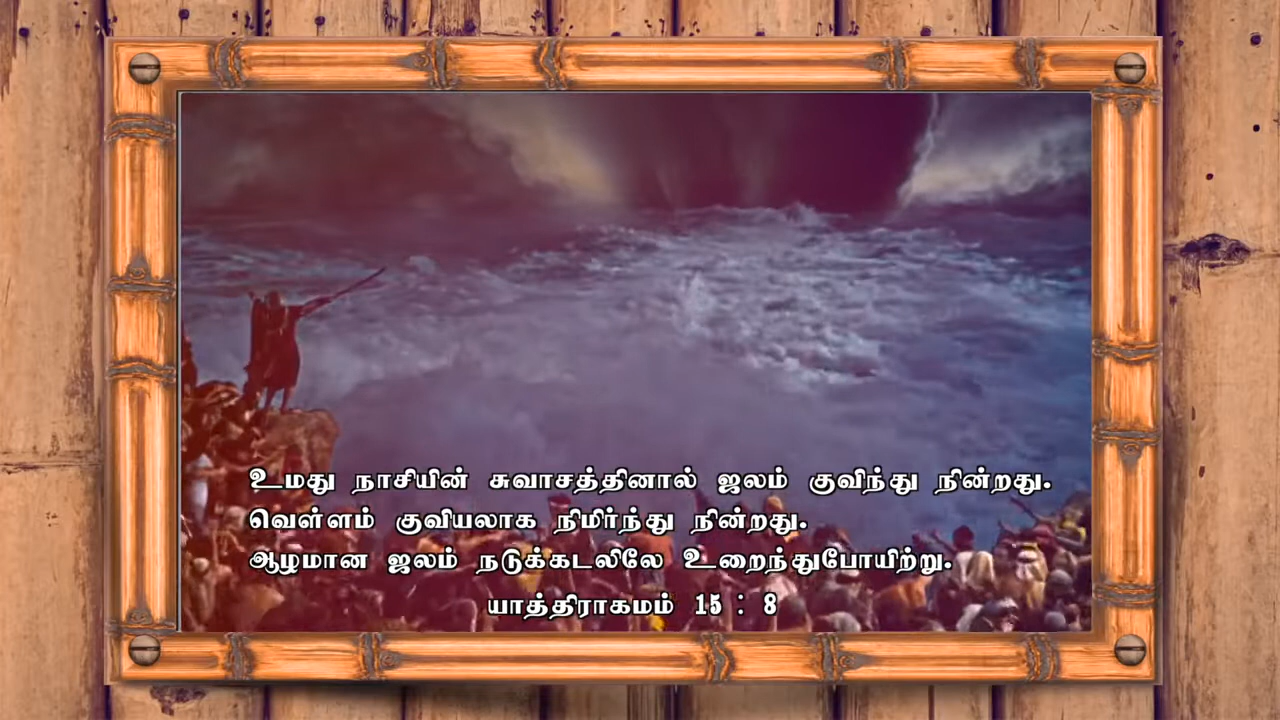 உமது நாசியின் சுவாசத்தினால் ஜலம் குவிந்து நின்றது.
வெள்ளம் குவியலாக நிமிர்ந்து நின்றது.
ஆழமான ஜலம் நடுக்கடலிலே உறைந்துபோயிற்று.
யாத்திராகமம் 15 : 8